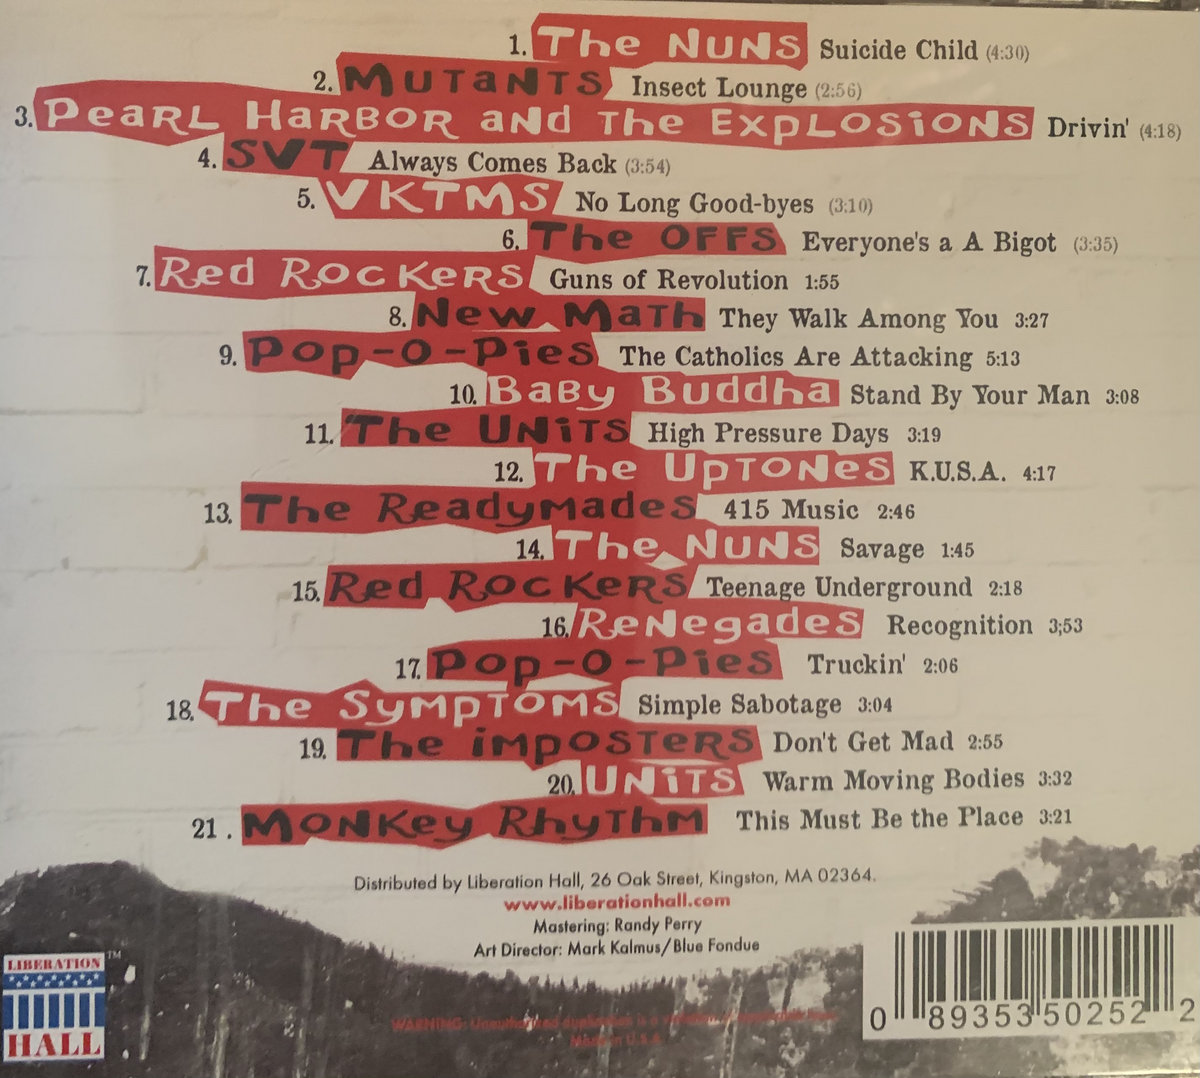 1. The Nuns Suicide Child (4:30)
2. Mutants Insect Lounge (2:56)
3. Pearl Harbor and the Explosions Drivin' (4:18)
4. SVT Always Comes Back (3:54)
5. VKTMS No Long Good-byes (3:10)
6. The Offs Everyone's a A Bigot (3:35)
7. Red Rockers Guns of Revolution 1:55
8. New Math They Walk Among You 3:27
9. Pop-O-Pies The Catholics Are Attacking 5:13
10. Baby Buddha Stand By Your Man 3:08
11. The Units High Pressure Days 3:19
12. The Uptones K.U.S.A. 4:17
13. The Readymades 415 Music 2:46
14. The Nuns Savage 1:45
15. Red Rockers Teenage Underground 2:18
16. Renegades Recognition 3;53
17. Pop-O-Pies Truckin' 2:06
18. The Symptoms Simple Sabotage 3:04
19. The Imposters Don't Get Mad 2:55
20. Units Warm Moving Bodies 3:32
21 . Monkey Rhythm This Must Be the Place 3:21
Distributed by Liberation Hall, 26 Oak Street, Kingston, MA 02364.
www.liberationhall.com
Mastering: Randy Perry
Art Director: Mark Kalmus/Blue Fondue
LIBERATION
HALL
TM
WARNING: Unauthorized duplication is a
Made in U.S.A.
0 89353 50252 2